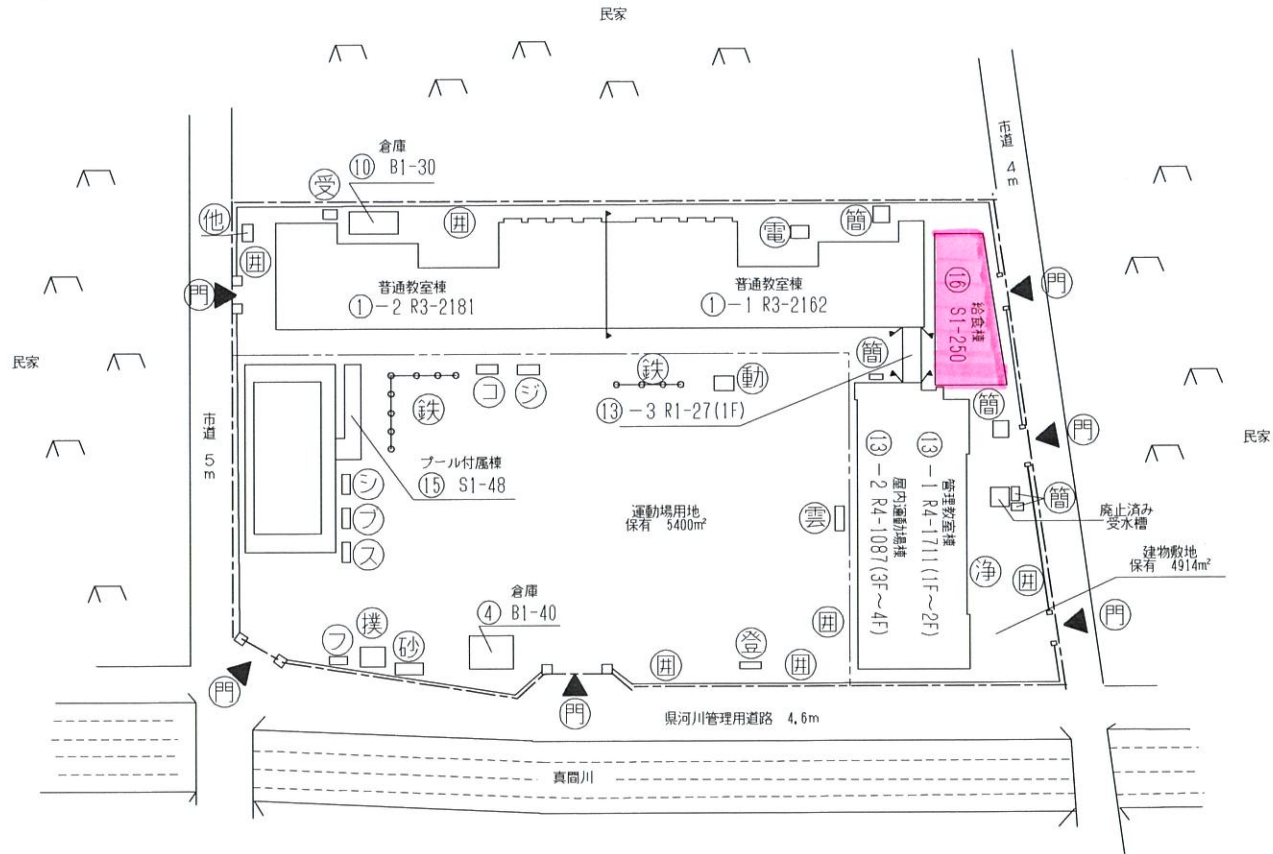 民家
市道 4m
倉庫
⑩ B1-30
受
囲
他
囲
電
簡
門
普通教室棟
①-2 R3-2181
普通教室棟
①-1 R3-2162
⑯ 給食棟
S1-250
門
民家
市道 5m
鉄
コ
ジ
鉄
動
簡
⑬-3 R1-27(1F)
簡
門
民家
プール付属棟
⑮ S1-48
シ
ブ
ス
運動場用地
保有 5400㎡
雲
管理教室棟
⑬-1 R4-1711(1F~2F)
⑬-2 R4-1087(3F~4F)
屋内運動場棟
簡
廃止済み
受水槽
建物敷地
保有 4914㎡
浄
囲
門
倉庫
④ B1-40
フ
撲
砂
囲
登
囲
囲
門
門
県河川管理用道路 4.6m
真間川